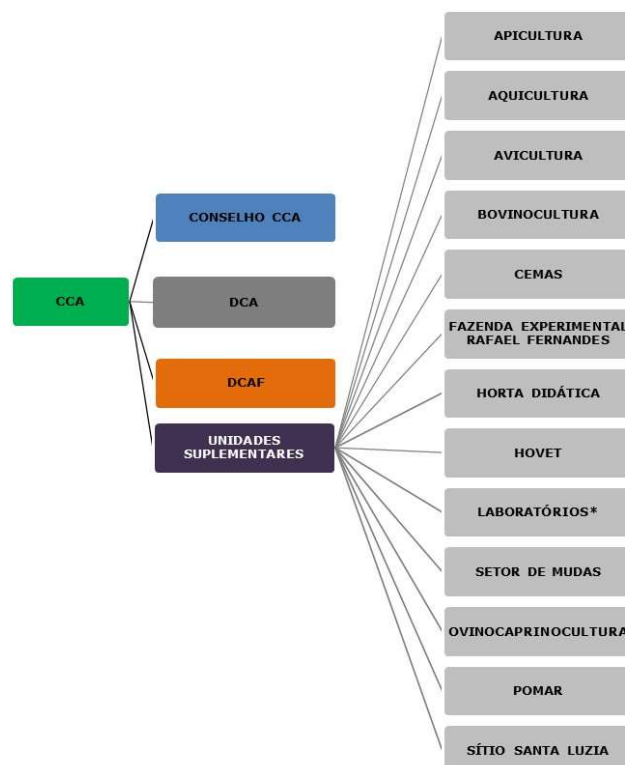 CCA
CONSELHO CCA
DCA
DCAF
UNIDADES
SUPLEMENTARES
APICULTURA
AQUICULTURA
AVICULTURA
BOVINOCULTURA
CEMAS
FAZENDA EXPERIMENTAL
RAFAEL FERNANDES
HORTA DIDÁTICA
HOVET
LABORATÓRIOS*
SETOR DE MUDAS
OVINOCAPRINOCULTURA
POMAR
SÍTIO SANTA LUZIA